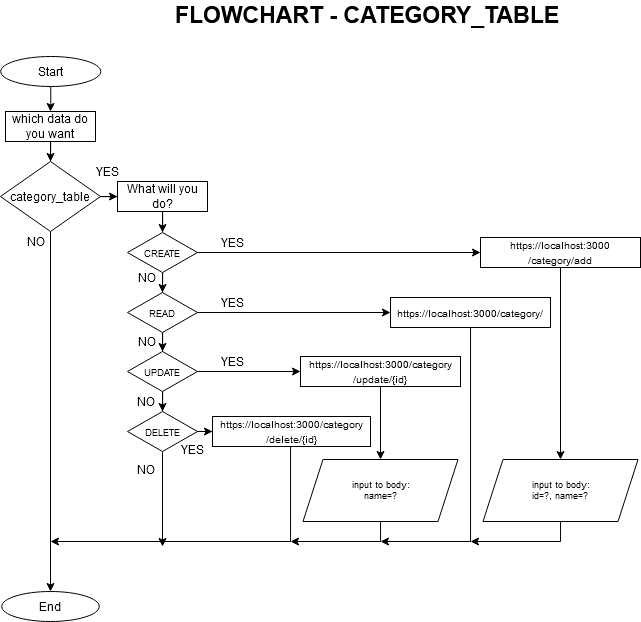 FLOWCHART - CATEGORY_TABLE
Start
which data do
you want
category_table
YES
NO
What will you
do?
CREATE
YES
NO
https://localhost:3000
/category/add
READ
YES
NO
https://localhost:3000/category/
UPDATE
YES
NO
https://localhost:3000/category
/update/{id}
DELETE
YES
NO
https://localhost:3000/category
/delete/{id}
input to body:
name=?
input to body:
id=?, name=?
End